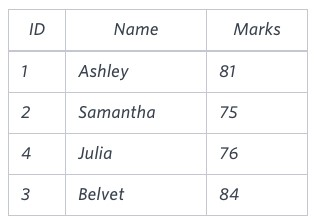 ID Name Marks
1 Ashley 81
2 Samantha 75
4 Julia 76
3 Belvet 84